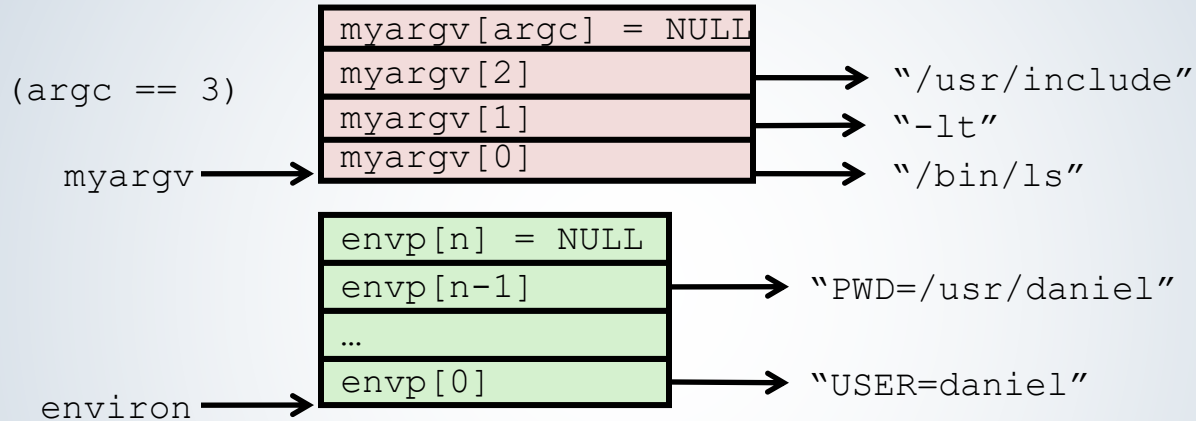 myargv[argc] = NULL
(argc == 3)
myargv[2]
“/usr/include”
myargv[1]
“-lt”
myargv
myargv[0]
“/bin/ls”
envp[n] = NULL
envp[n-1]
“PWD=/usr/daniel”
…
environ
envp[0]
“USER=daniel”